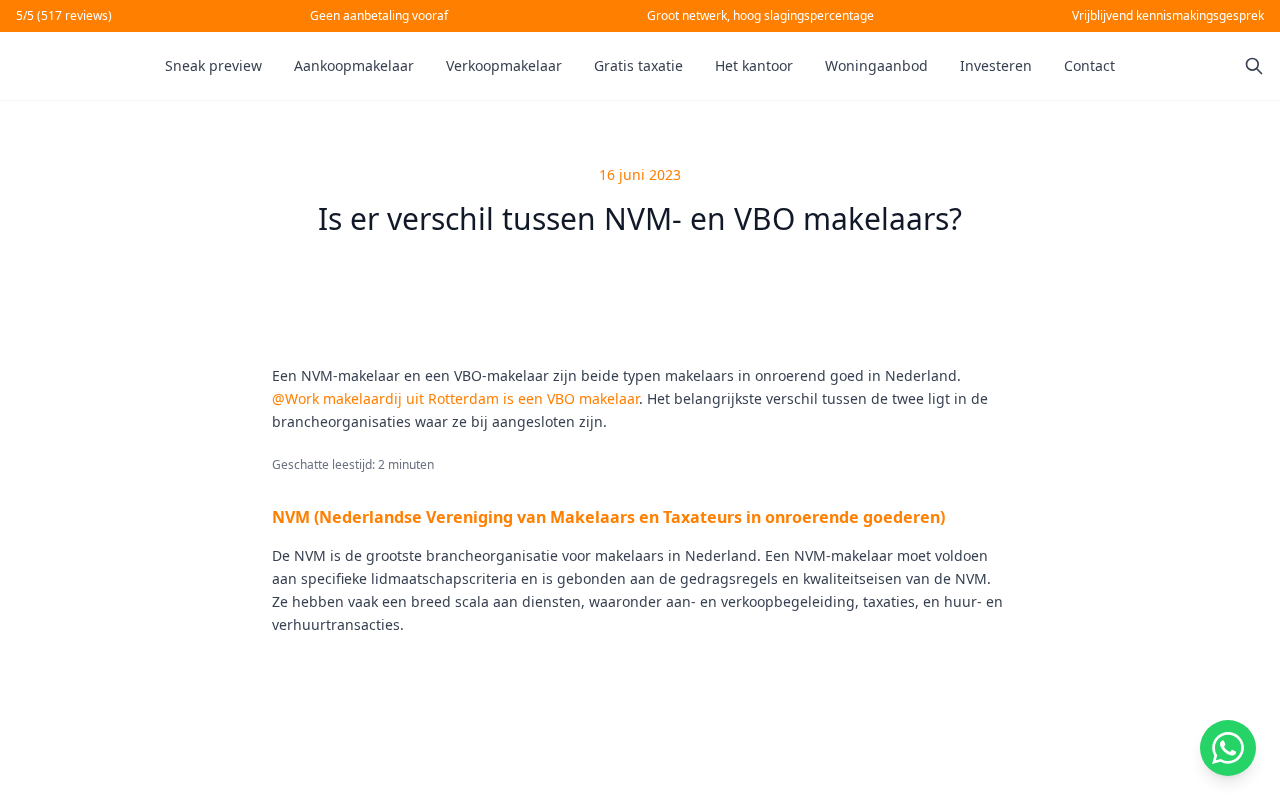 5/5 (517 reviews)
Geen aanbetaling vooraf
Groot netwerk, hoog slagingspercentage
Vrijblijvend kennismakingsgesprek
Sneak preview
Aankoopmakelaar
Verkoopmakelaar
Gratis taxatie
Het kantoor
Woningaanbod
Investeren
Contact
16 juni 2023
Is er verschil tussen NVM- en VBO makelaars?
Een NVM-makelaar en een VBO-makelaar zijn beide typen makelaars in onroerend goed in Nederland.
@Work makelaardij uit Rotterdam is een VBO makelaar. Het belangrijkste verschil tussen de twee ligt in de
brancheorganisaties waar ze bij aangesloten zijn.
Geschatte leestijd: 2 minuten
NVM (Nederlandse Vereniging van Makelaars en Taxateurs in onroerende goederen)
De NVM is de grootste brancheorganisatie voor makelaars in Nederland. Een NVM-makelaar moet voldoen
aan specifieke lidmaatschapscriteria en is gebonden aan de gedragsregels en kwaliteitseisen van de NVM.
Ze hebben vaak een breed scala aan diensten, waaronder aan- en verkoopbegeleiding, taxaties, en huur- en
verhuurtransacties.